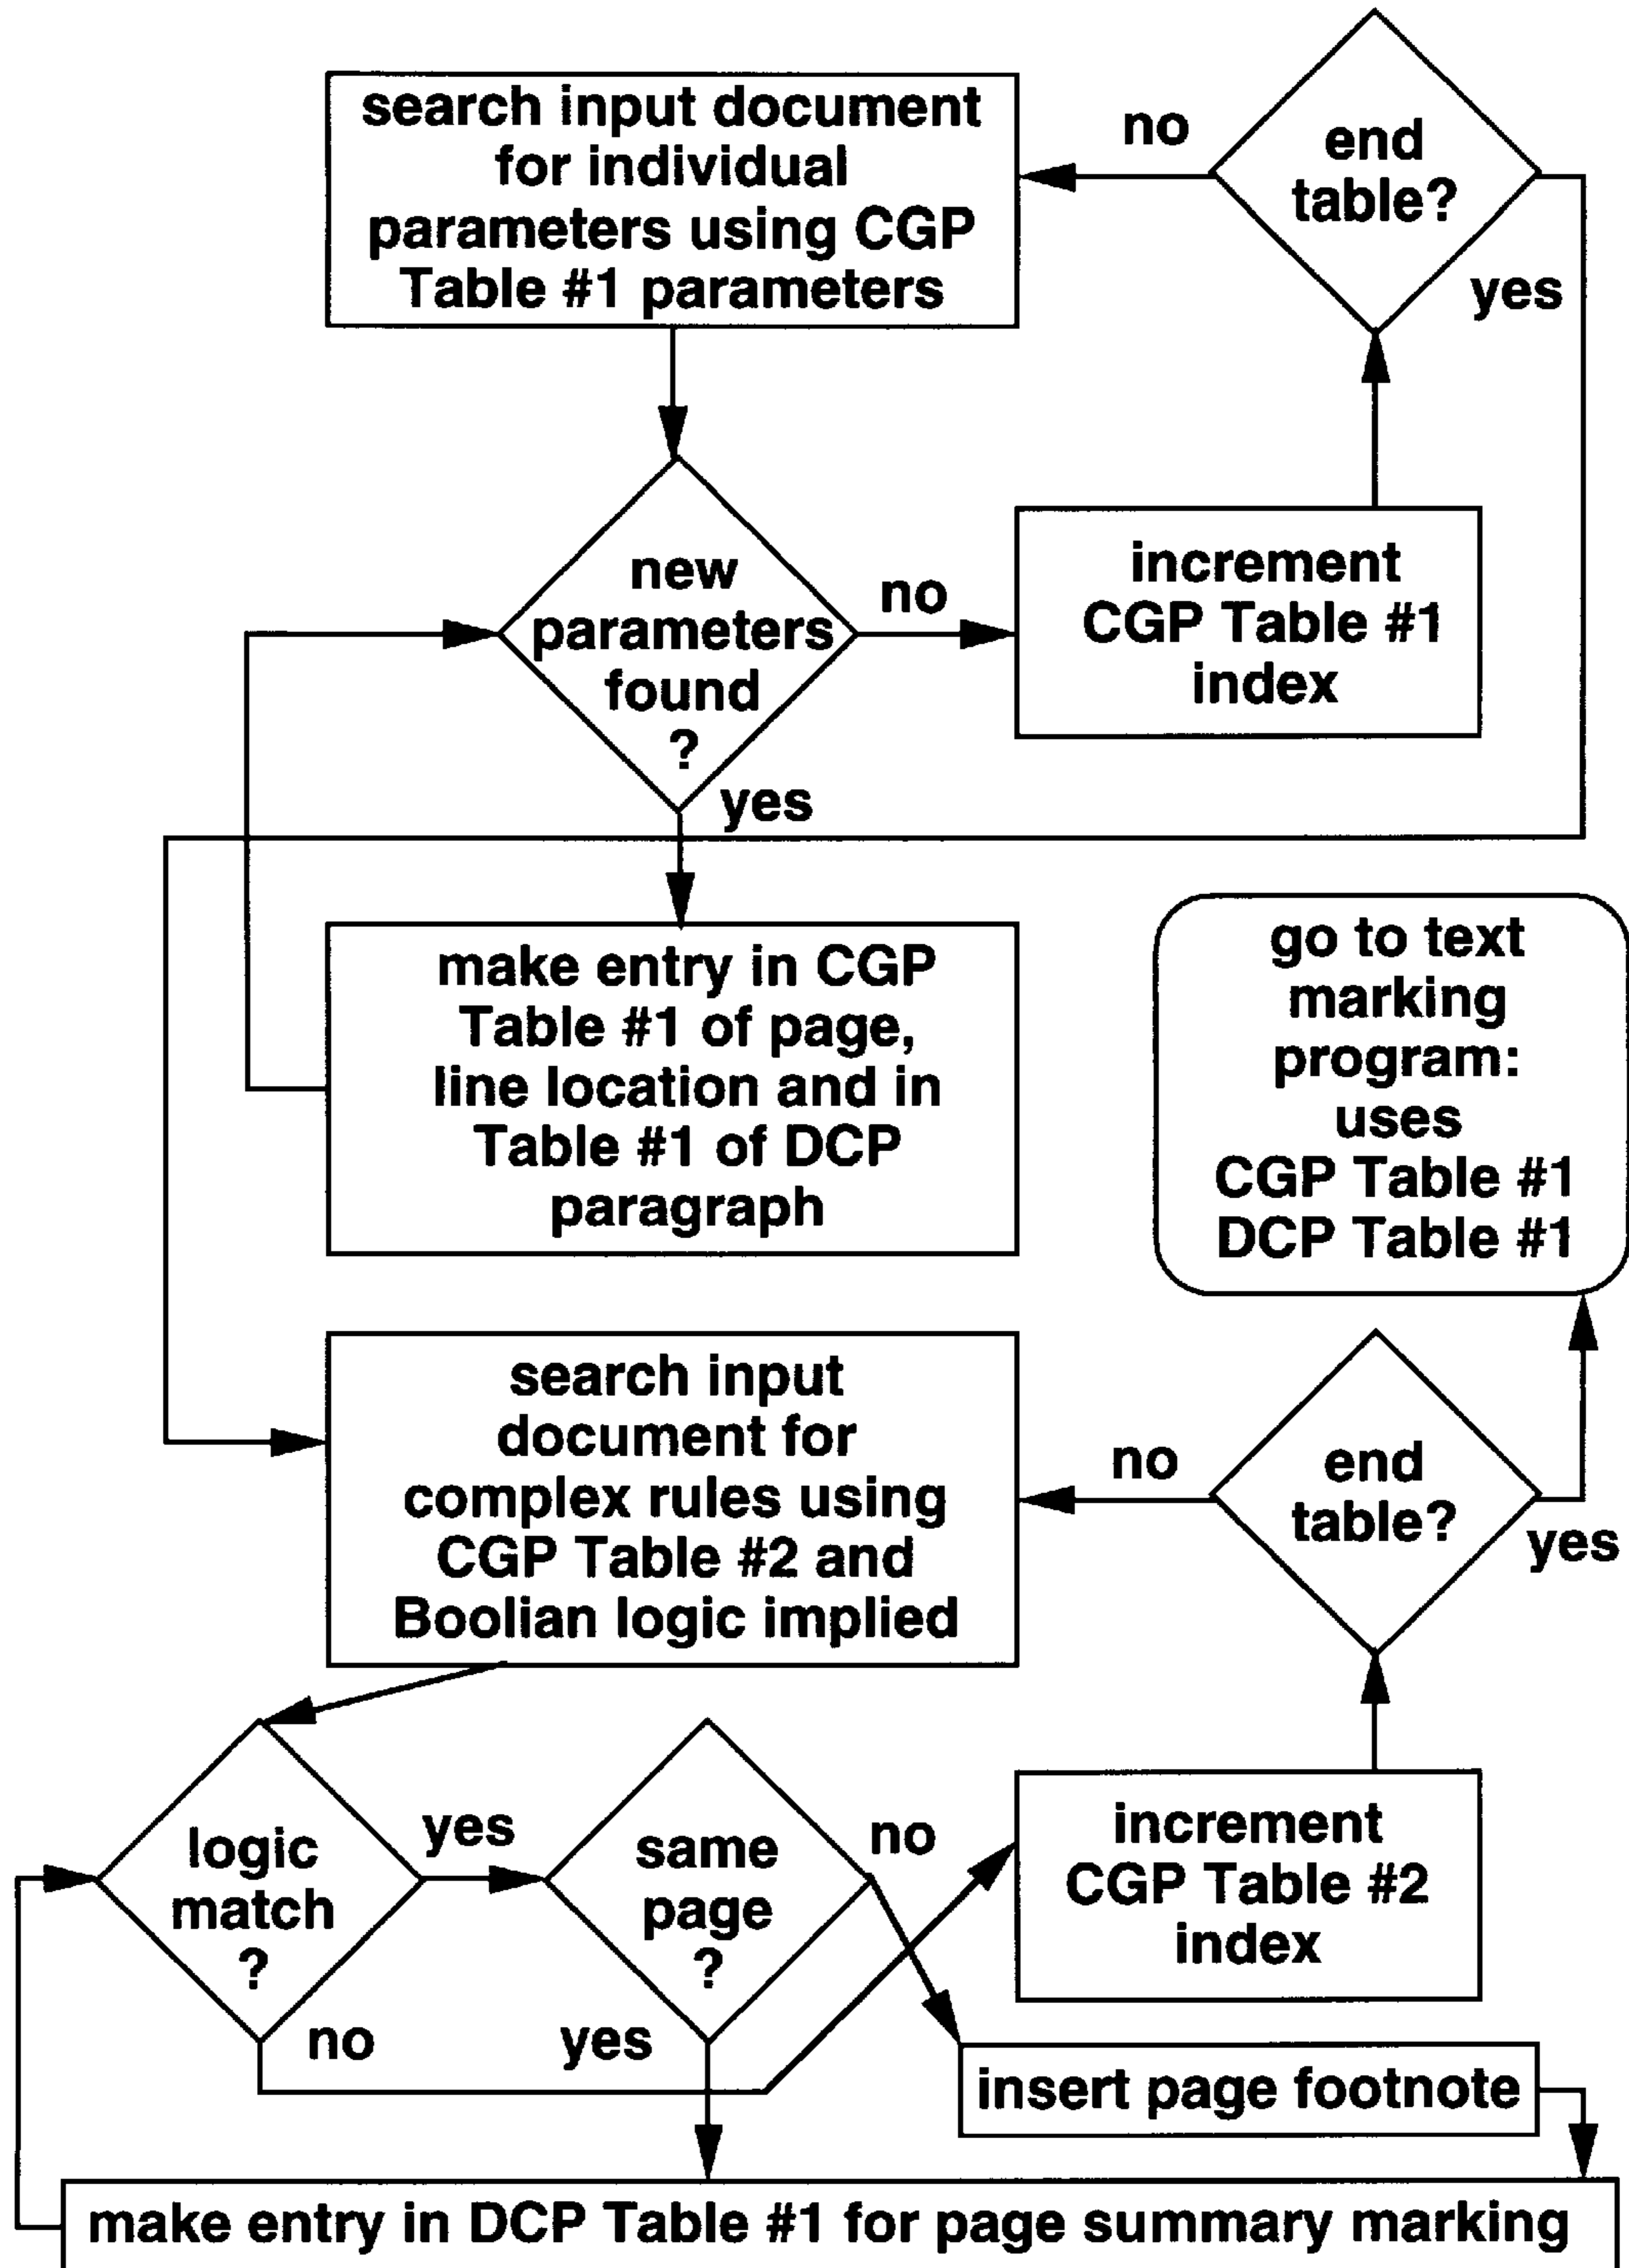 search input document
for individual
parameters using CGP
Table #1 parameters
no
end
table?
yes
new
parameters
found
?
no
increment
CGP Table #1
index
yes
make entry in CGP
Table #1 of page,
line location and in
Table #1 of DCP
paragraph
go to text
marking
program:
uses
CGP Table #1
DCP Table #1
search input
document for
complex rules using
CGP Table #2 and
Boolian logic implied
no
end
table?
yes
logic
match
?
yes
same
page
?
no
increment
CGP Table #2
index
no
yes
insert page footnote
make entry in DCP Table #1 for page summary marking